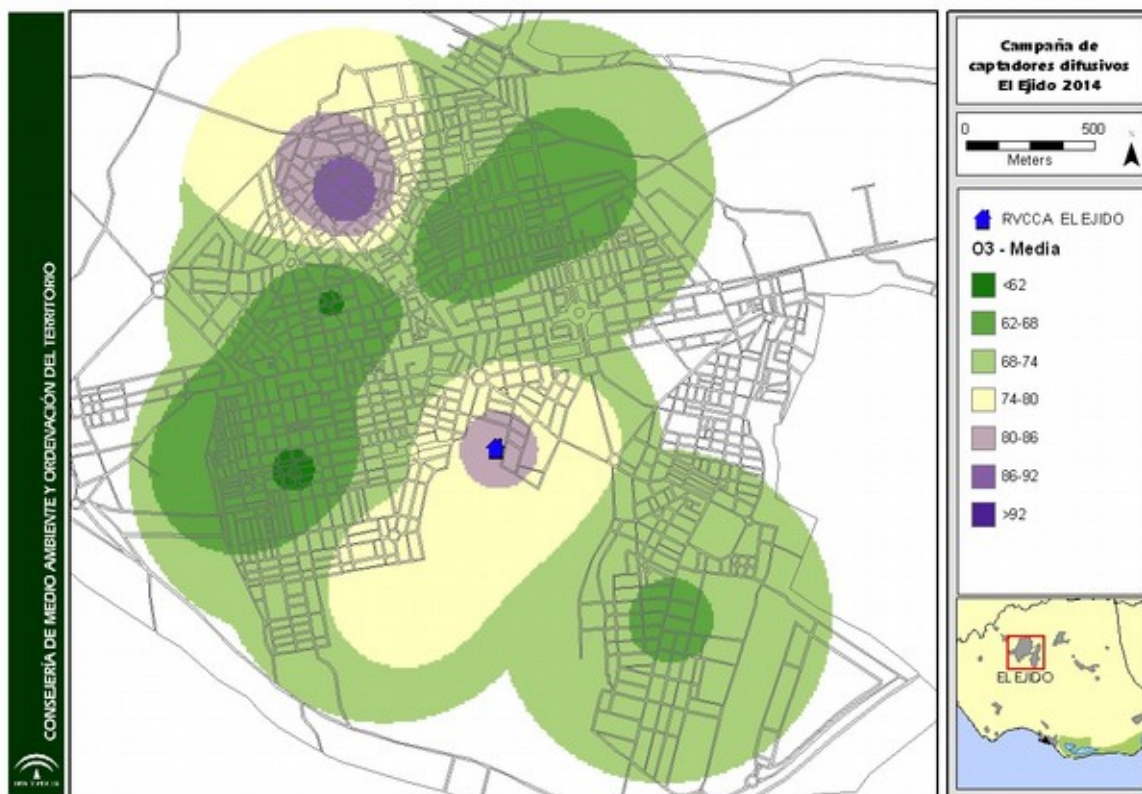 CONSEJERÍA DE MEDIO AMBIENTE Y ORDENACIÓN DEL TERRITORIO
Campaña de
captadores difusivos
El Ejido 2014
0 500
Meters
N
RVCCA EL EJIDO
O3 - Media
<62
62-68
68-74
74-80
80-86
86-92
>92
EL EJIDO